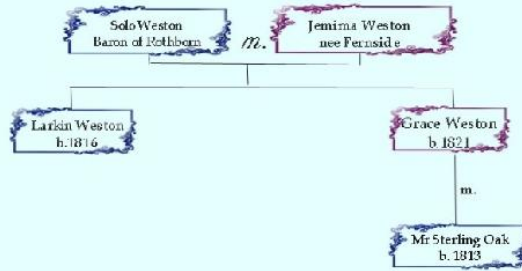 Solo Weston
Baron of Rothborn
m.
Jemima Weston
nee Fernside
Larkin Weston
b.1816
Grace Weston
b. 1821
m.
Mr Sterling Oak
b. 1813